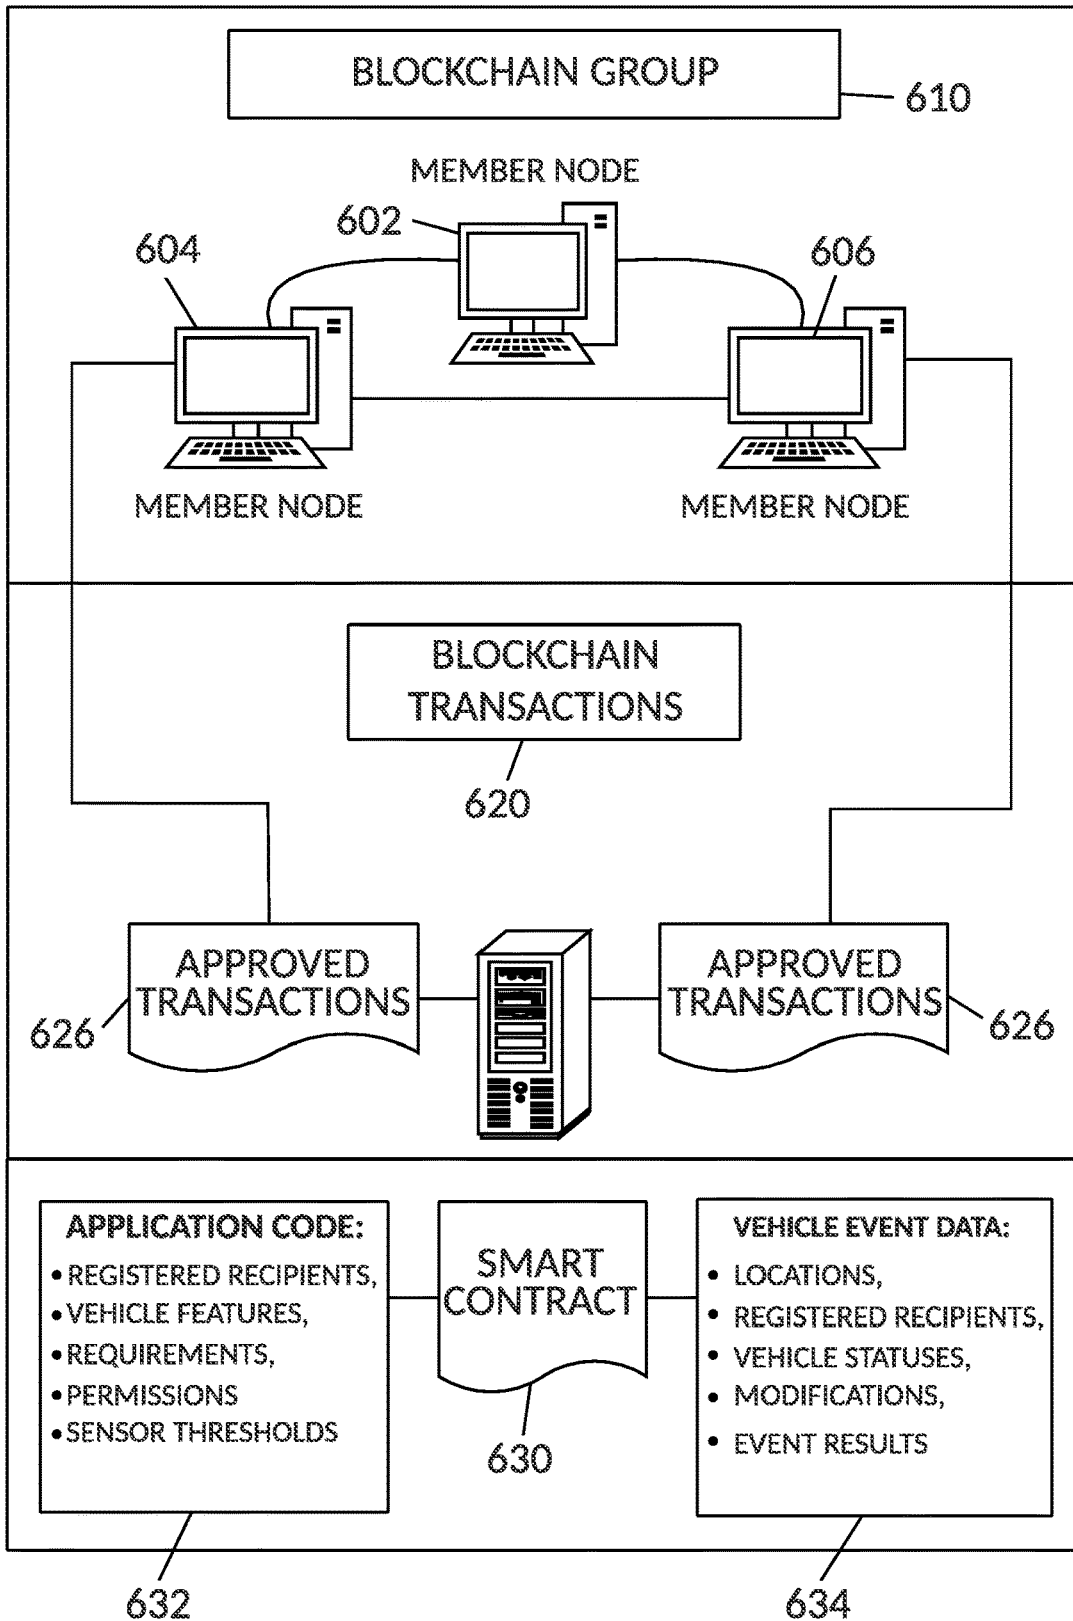 BLOCKCHAIN GROUP
610
MEMBER NODE
602
604
606
MEMBER NODE
MEMBER NODE
BLOCKCHAIN
TRANSACTIONS
620
APPROVED
TRANSACTIONS
626
APPROVED
TRANSACTIONS
626
APPLICATION CODE:
• REGISTERED RECIPIENTS,
• VEHICLE FEATURES,
• REQUIREMENTS,
• PERMISSIONS
• SENSOR THRESHOLDS
632
SMART
CONTRACT
630
VEHICLE EVENT DATA:
• LOCATIONS,
• REGISTERED RECIPIENTS,
• VEHICLE STATUSES,
• MODIFICATIONS,
• EVENT RESULTS
634